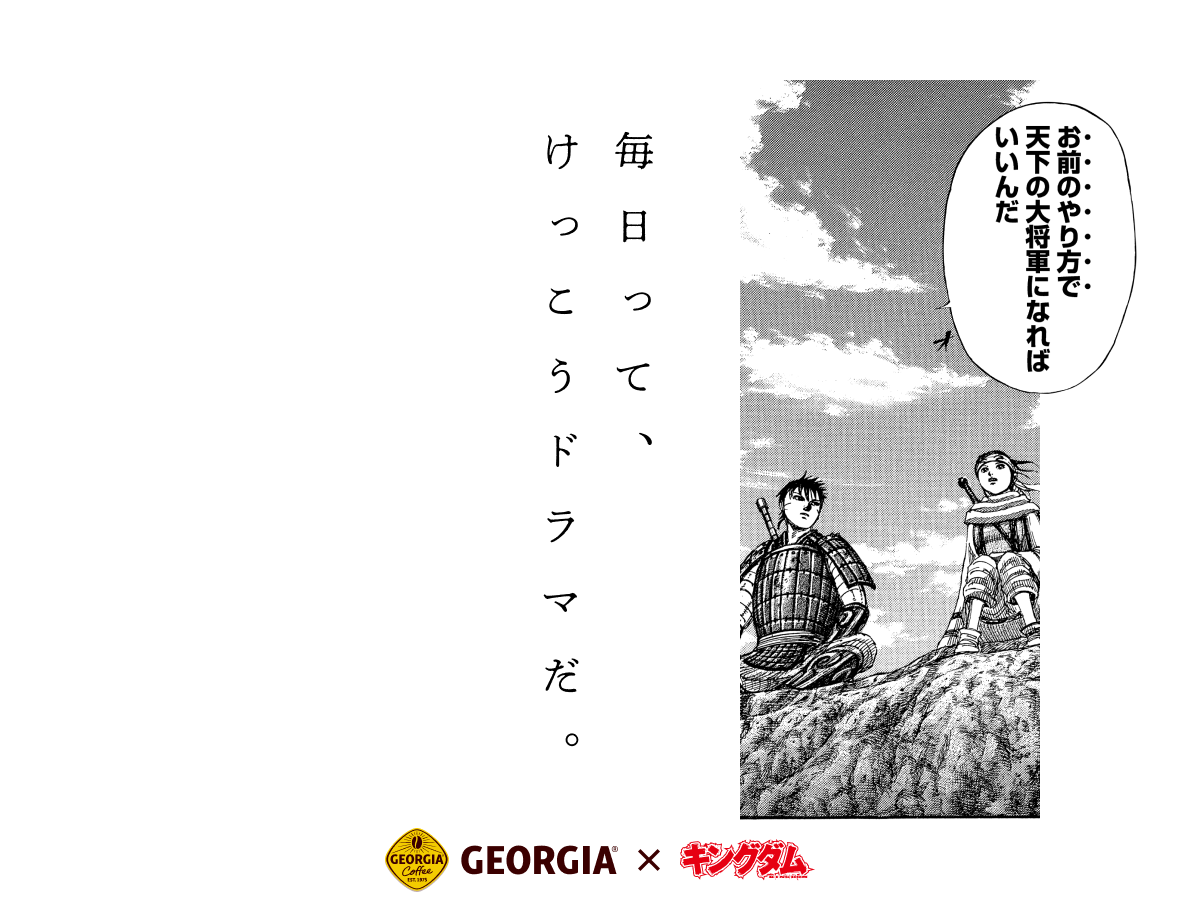 お前のやり方で
天下の大将軍になれば
いいんだ
毎日って、
けっこうドラマだ。
GEORGIA
Coffee
EST. 1975
GEORGIA® × キングダム